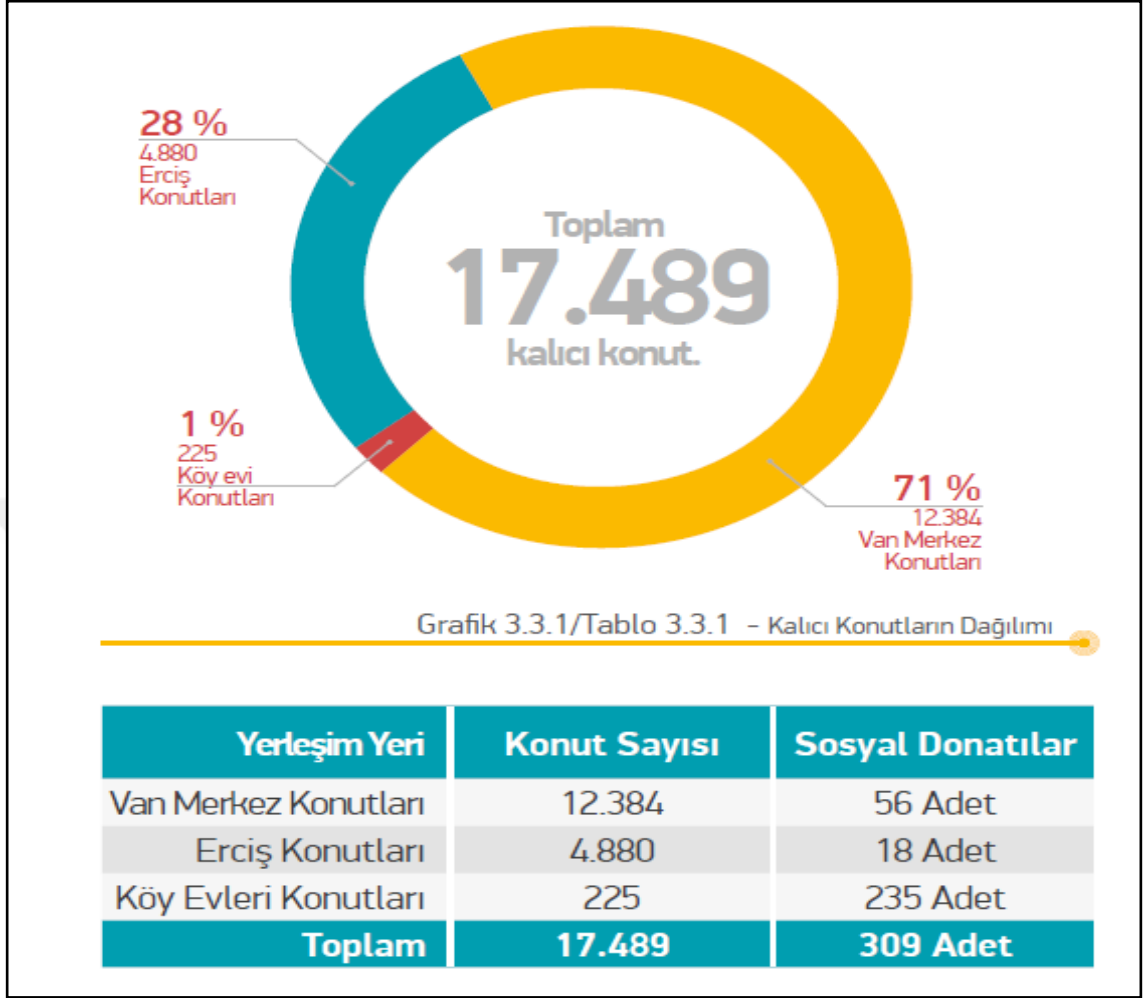 28 %
4.880
Erciş
Konutları
Toplam
17.489
kalıcı konut.
1 %
225
Köy evi
Konutları
71 %
12.384
Van Merkez
Konutları
Grafik 3.3.1/Tablo 3.3.1 - Kalıcı Konutların Dağılımı
Yerleşim Yeri Konut Sayısı Sosyal Donatılar
Van Merkez Konutları 12.384 56 Adet
Erciş Konutları 4.880 18 Adet
Köy Evleri Konutları 225 235 Adet
Toplam 17.489 309 Adet